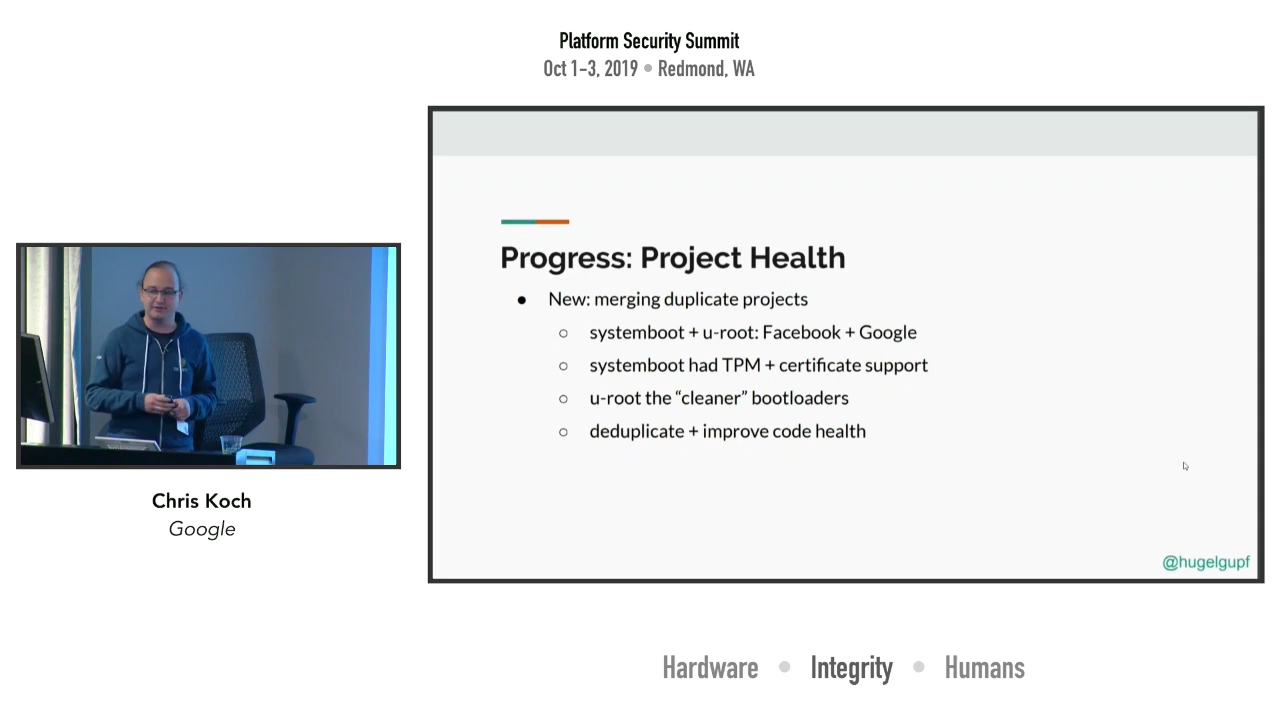 Platform Security Summit
Oct 1-3, 2019 • Redmond, WA
Progress: Project Health
● New: merging duplicate projects
○ systemboot + u-root: Facebook + Google
○ systemboot had TPM + certificate support
○ u-root the “cleaner” bootloaders
○ deduplicate + improve code health
@hugelgupf
Chris Koch
Google
Hardware • Integrity • Humans